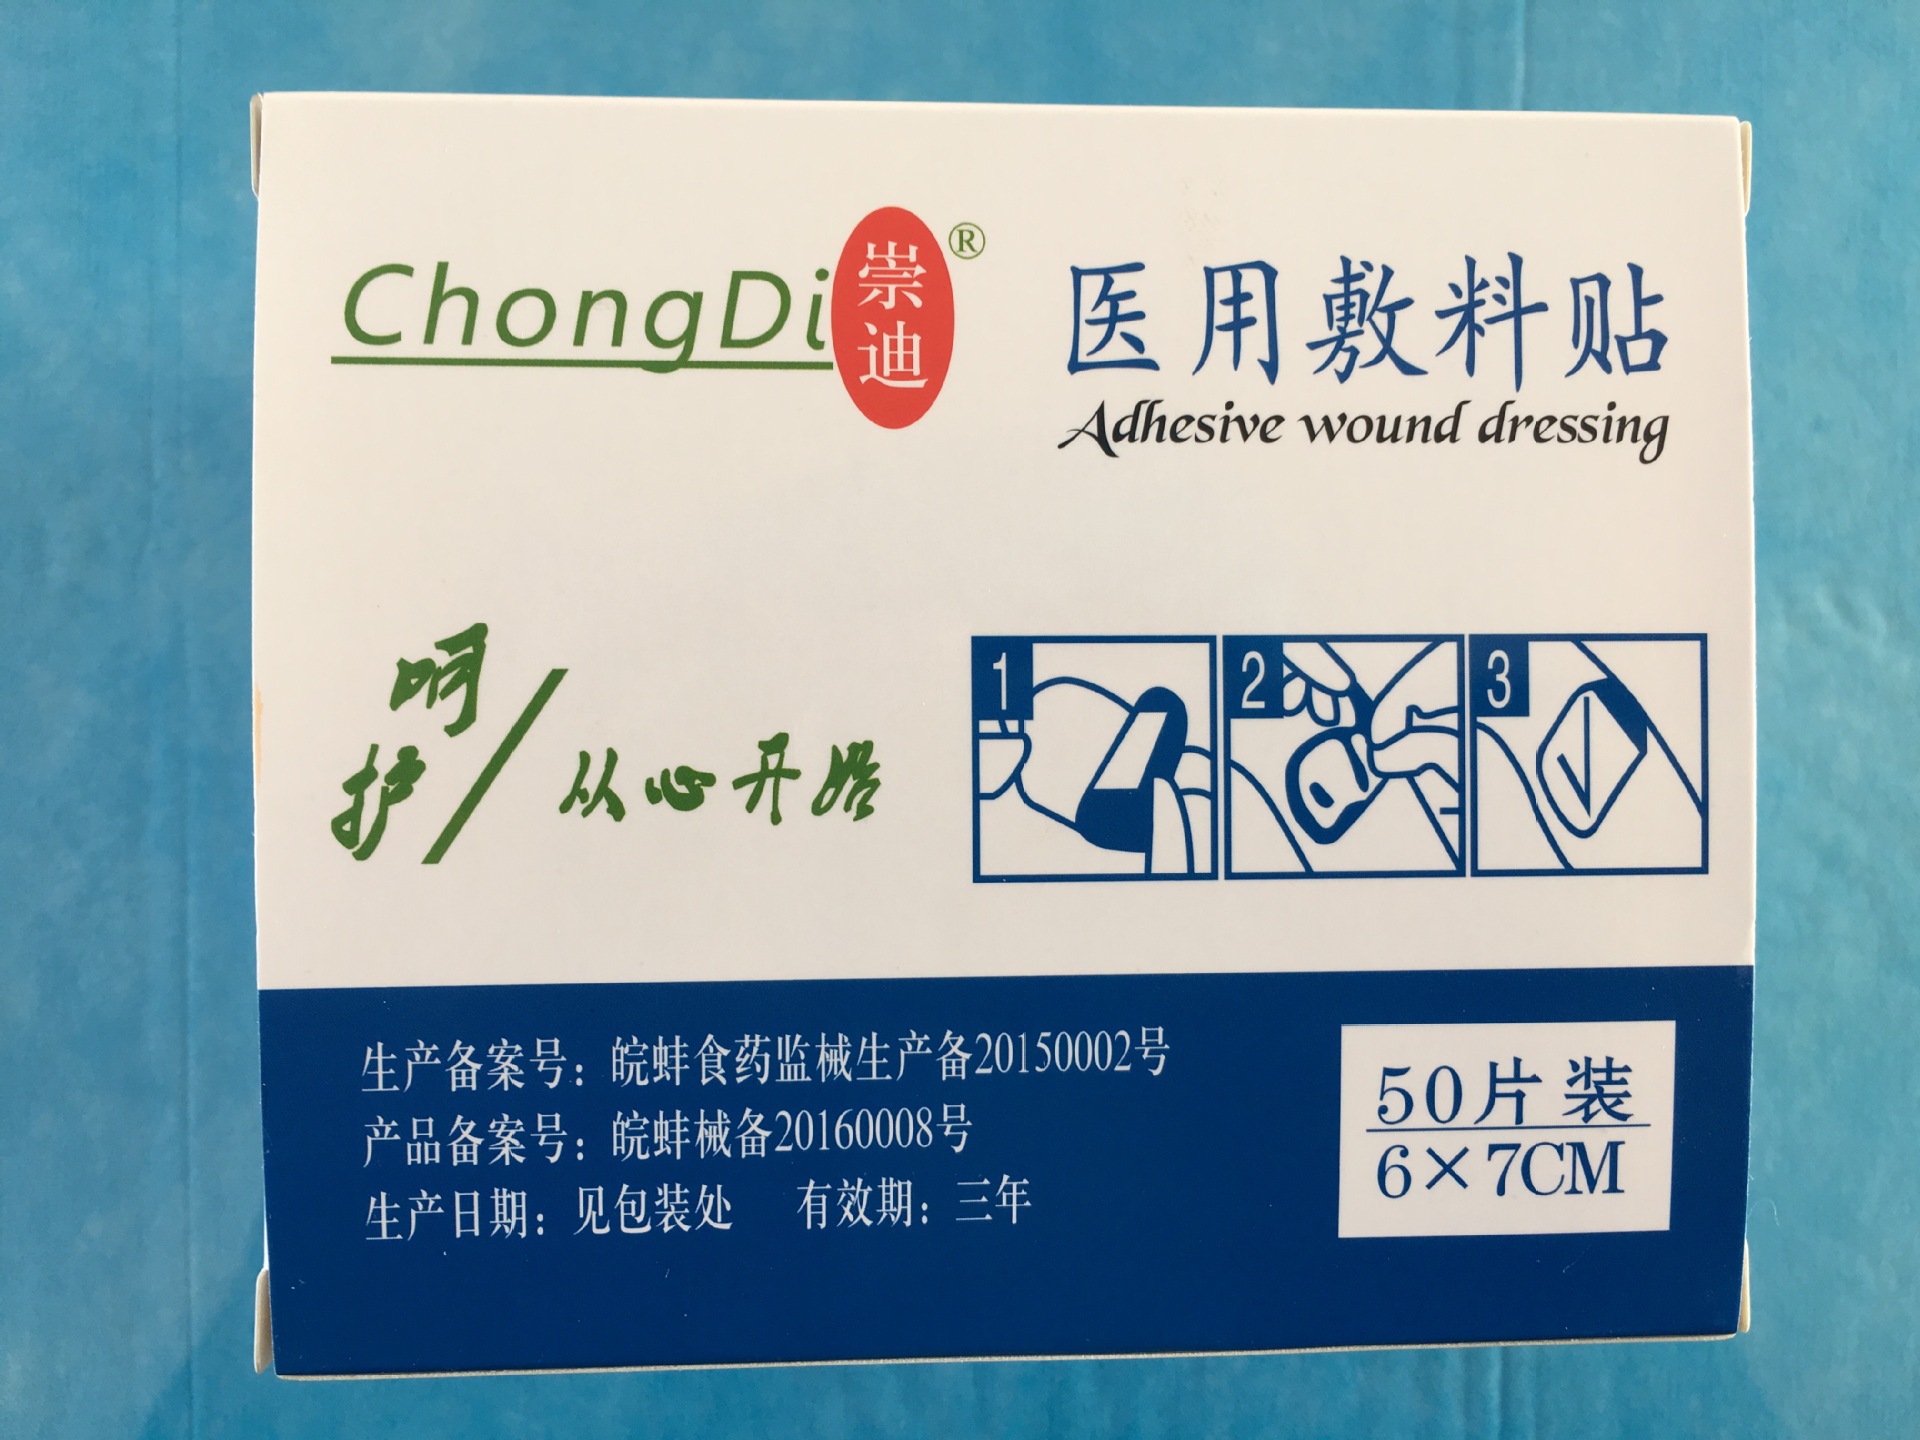 ChongDi 崇迪 ®
医用敷料贴
Adhesive wound dressing
呵护/从心开始
1 2 3
生产备案号：皖蚌食药监械生产备20150002号
产品备案号：皖蚌械备20160008号
生产日期：见包装处 有效期：三年
50片装
6×7CM